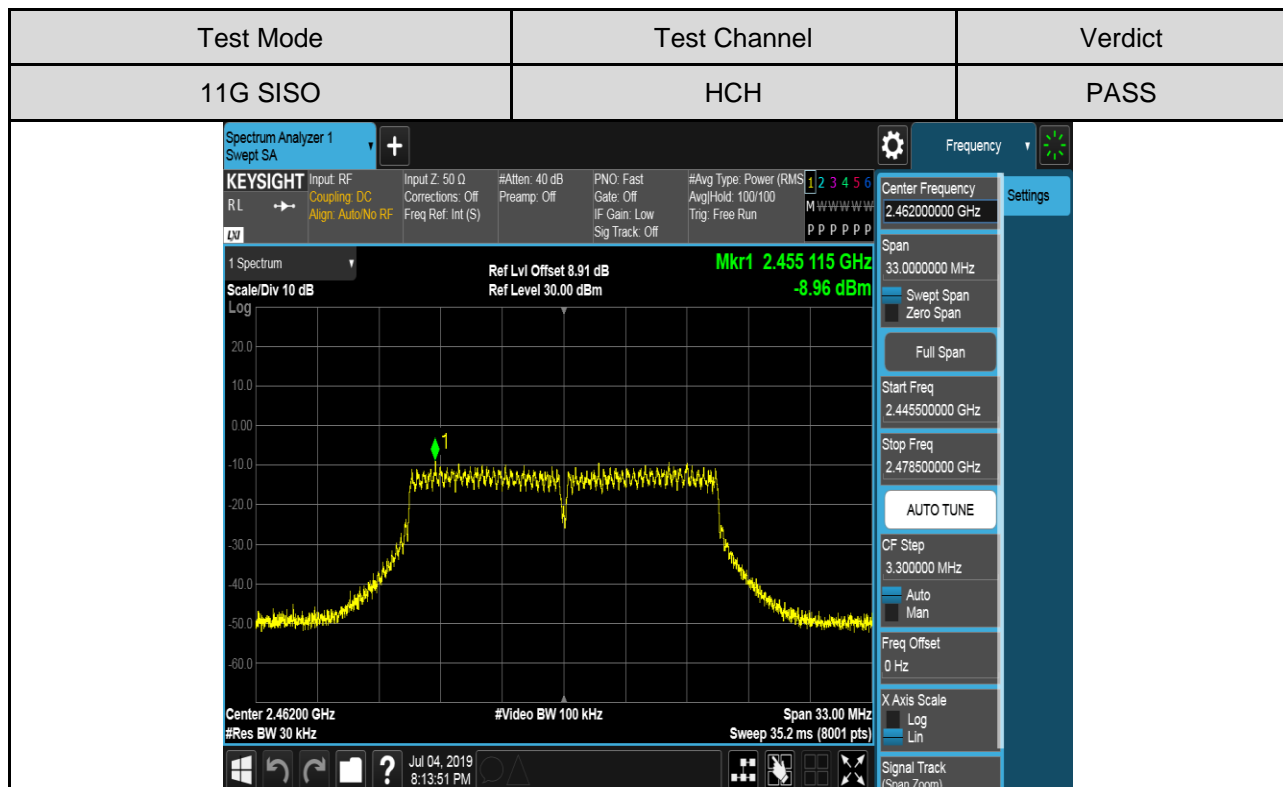 Test Mode Test Channel Verdict
11G SISO HCH PASS
Spectrum Analyzer 1
Swept SA
+
Frequency
KEYSIGHT
RL
LXI
Input: RF
Coupling: DC
Align: Auto/No RF
Input Z: 50 Ω
Corrections: Off
Freq Ref: Int (S)
#Atten: 40 dB
Preamp: Off
PNO: Fast
Gate: Off
IF Gain: Low
Sig Track: Off
#Avg Type: Power (RMS
Avg|Hold: 100/100
Trig: Free Run
1 2 3 4 5 6
M W W W W W
P P P P P P
1 Spectrum
Scale/Div 10 dB
Log
Ref Lvl Offset 8.91 dB
Ref Level 30.00 dBm
Mkr1 2.455 115 GHz
-8.96 dBm
20.0
10.0
0.00
-10.0
-20.0
-30.0
-40.0
-50.0
-60.0
1
Center 2.46200 GHz
#Res BW 30 kHz
#Video BW 100 kHz
Span 33.00 MHz
Sweep 35.2 ms (8001 pts)
Center Frequency
2.462000000 GHz
Settings
Span
33.0000000 MHz
Swept Span
Zero Span
Full Span
Start Freq
2.445500000 GHz
Stop Freq
2.478500000 GHz
AUTO TUNE
CF Step
3.300000 MHz
Auto
Man
Freq Offset
0 Hz
X Axis Scale
Log
Lin
Signal Track
(Span Zoom)
?
Jul 04, 2019
8:13:51 PM